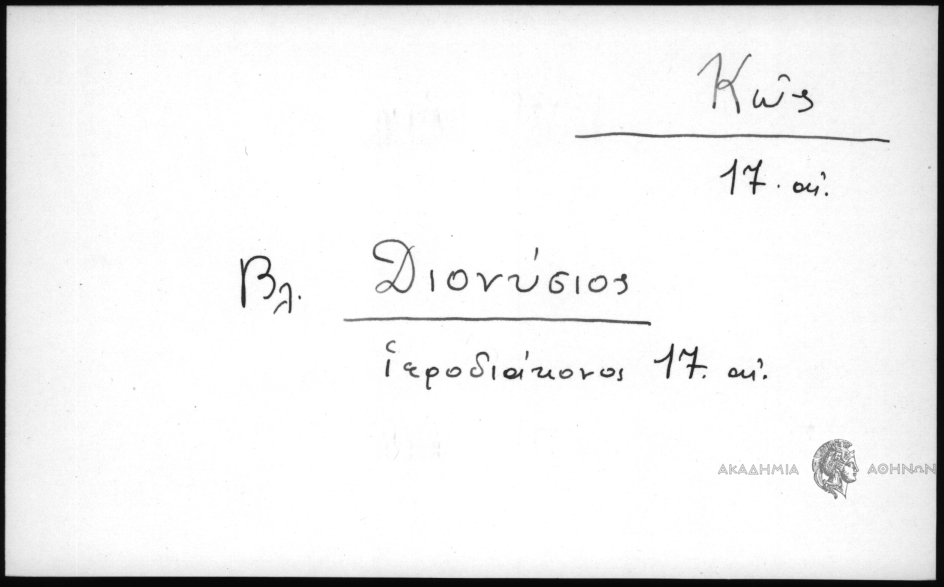 Κῶς
17. αἰ.
Βλ. Διονύσιος
ἱεροδιάκονος 17. αἰ.
ΑΚΑΔΗΜΙΑ ΑΘΗΝΩΝ